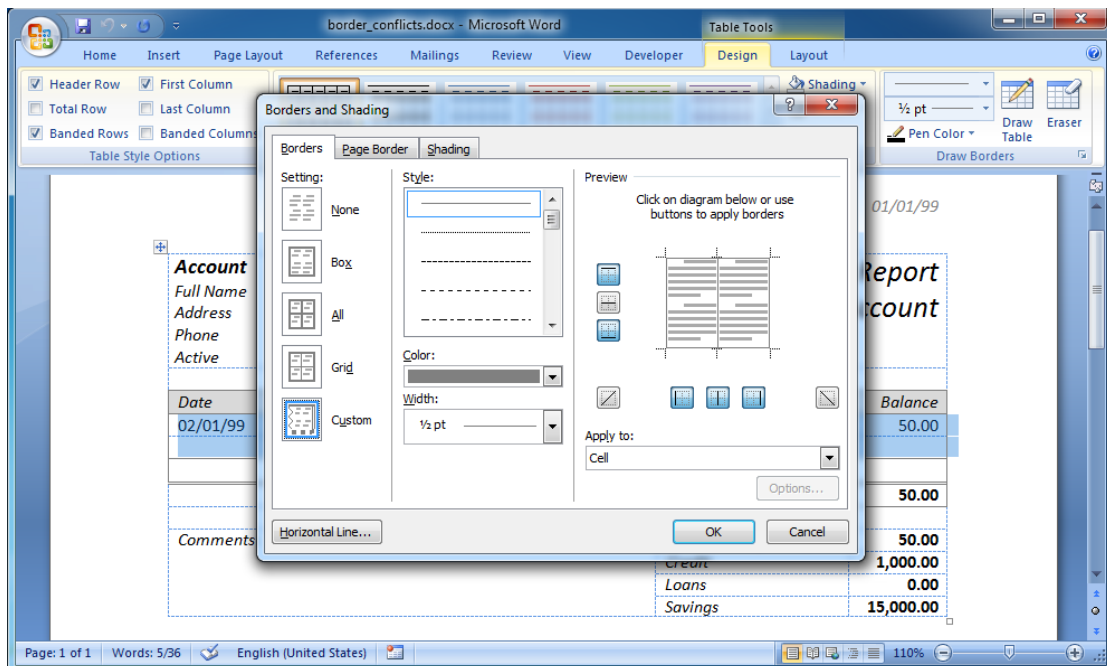 border_conflicts.docx - Microsoft Word
Table Tools
Home Insert Page Layout References Mailings Review View Developer Design Layout
Header Row First Column
Shading
½ pt
Total Row Last Column
Banded Rows Banded Columns
Pen Color
Draw Table
Eraser
Table Style Options
Draw Borders
Borders and Shading
Borders Page Border Shading
Setting:
None
Box
All
Grid
Custom
Style:
Color:
Width:
½ pt
Preview
Click on diagram below or use
buttons to apply borders
Apply to:
Cell
Options...
Horizontal Line...
OK
Cancel
01/01/99
Account
Report
Full Name
Address
Phone
Active
Date
Balance
02/01/99
50.00
50.00
Comments
50.00
1,000.00
Loans
0.00
Savings
15,000.00
Page: 1 of 1 Words: 5/36 English (United States) 110%